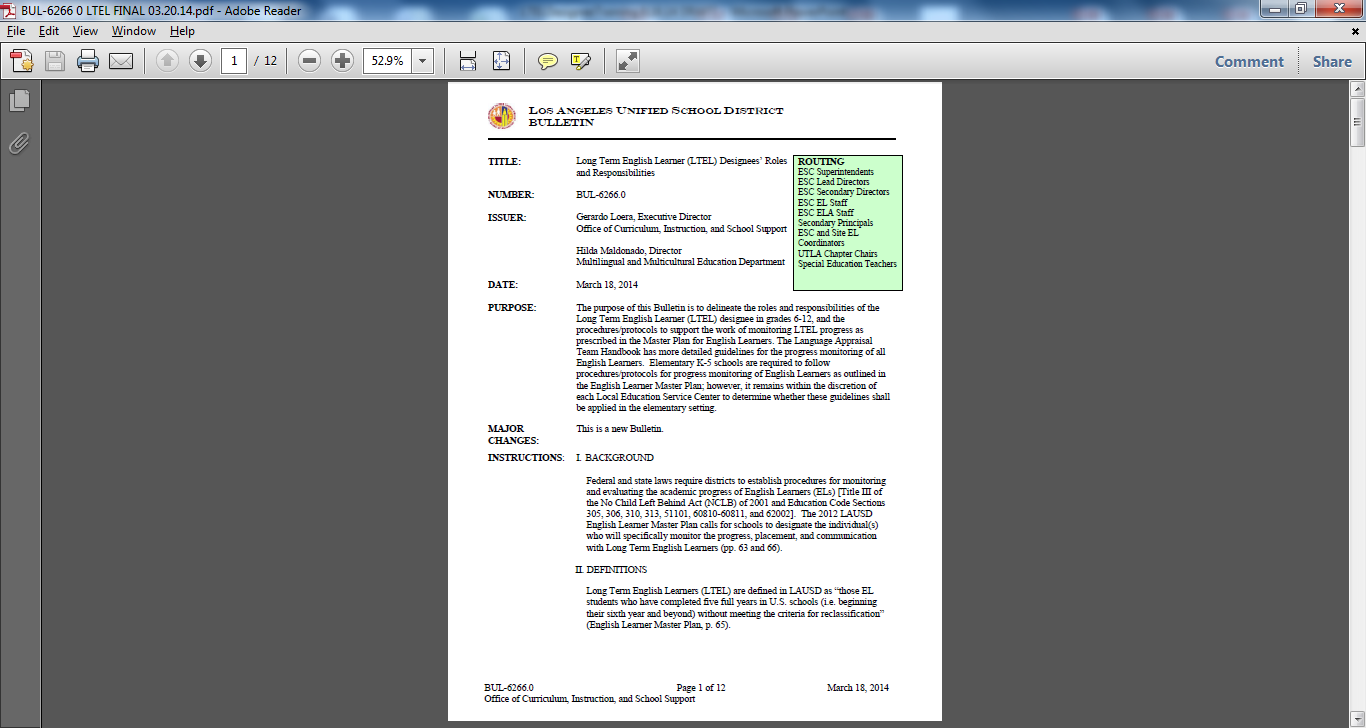 BUL-6266 0 LTEL FINAL 03.20.14.pdf - Adobe Reader
File Edit View Window Help
1 / 12 52.9% Comment Share
LOS ANGELES UNIFIED SCHOOL DISTRICT
BULLETIN
TITLE: Long Term English Learner (LTEL) Designees' Roles
and Responsibilities
NUMBER: BUL-6266.0
ISSUER: Gerardo Loera, Executive Director
Office of Curriculum, Instruction, and School Support
Hilda Maldonado, Director
Multilingual and Multicultural Education Department
DATE: March 18, 2014
ROUTING
ESC Superintendents
ESC Lead Directors
ESC Secondary Directors
ESC EL Staff
ESC ELA Staff
Secondary Principals
ESC and Site EL
Coordinators
UTLA Chapter Chairs
Special Education Teachers
PURPOSE: The purpose of this Bulletin is to delineate the roles and responsibilities of the
Long Term English Learner (LTEL) designee in grades 6-12, and the
procedures/protocols to support the work of monitoring LTEL progress as
prescribed in the Master Plan for English Learners. The Language Appraisal
Team Handbook has more detailed guidelines for the progress monitoring of all
English Learners.  Elementary K-5 schools are required to follow
procedures/protocols for progress monitoring of English Learners as outlined in
the English Learner Master Plan; however, it remains within the discretion of
each Local Education Service Center to determine whether these guidelines shall
be applied in the elementary setting.
MAJOR
CHANGES: This is a new Bulletin.
INSTRUCTIONS: I. BACKGROUND
Federal and state laws require districts to establish procedures for monitoring
and evaluating the academic progress of English Learners (ELs) [Title III of
the No Child Left Behind Act (NCLB) of 2001 and Education Code Sections
305, 306, 310, 313, 51101, 60810-60811, and 62002].  The 2012 LAUSD
English Learner Master Plan calls for schools to designate the individual(s)
who will specifically monitor the progress, placement, and communication
with Long Term English Learners (pp. 63 and 66).
II. DEFINITIONS
Long Term English Learners (LTEL) are defined in LAUSD as “those EL
students who have completed five full years in U.S. schools (i.e. beginning
their sixth year and beyond) without meeting the criteria for reclassification”
(English Learner Master Plan, p. 65).
BUL-6266.0 Page 1 of 12 March 18, 2014
Office of Curriculum, Instruction, and School Support